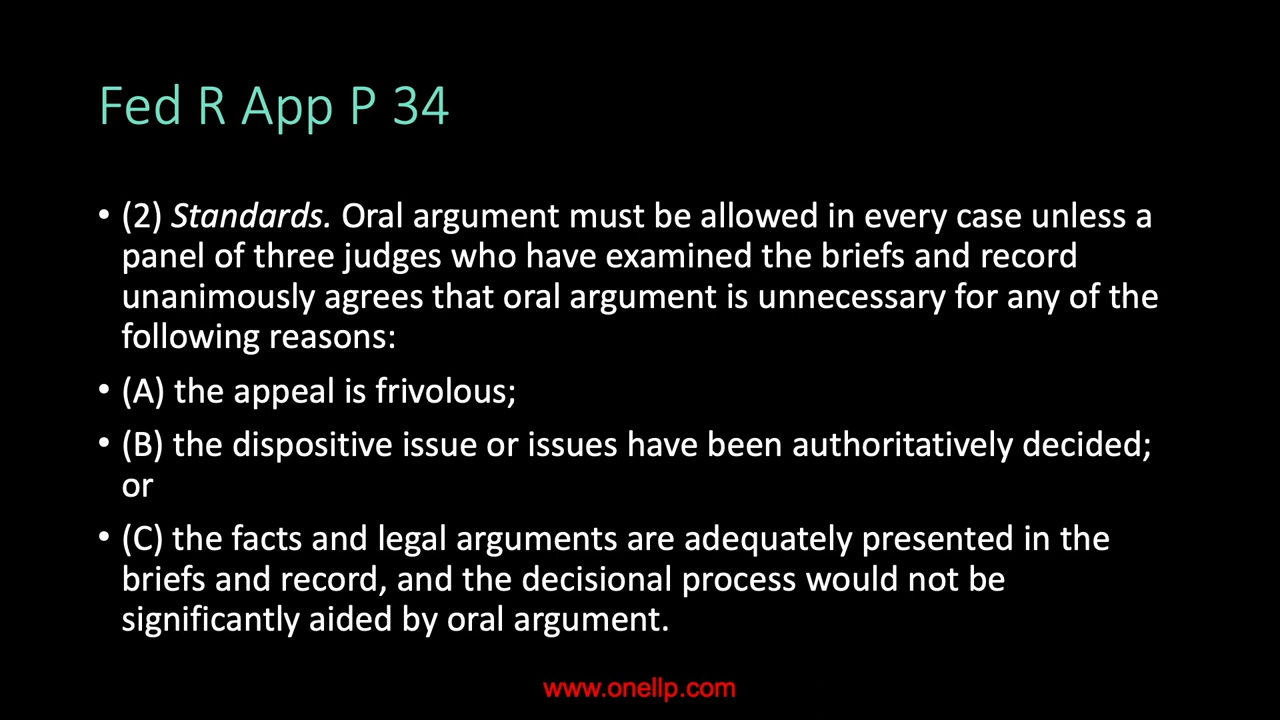 Fed R App P 34
• (2) Standards. Oral argument must be allowed in every case unless a
panel of three judges who have examined the briefs and record
unanimously agrees that oral argument is unnecessary for any of the
following reasons:
• (A) the appeal is frivolous;
• (B) the dispositive issue or issues have been authoritatively decided;
or
• (C) the facts and legal arguments are adequately presented in the
briefs and record, and the decisional process would not be
significantly aided by oral argument.
www.onellp.com